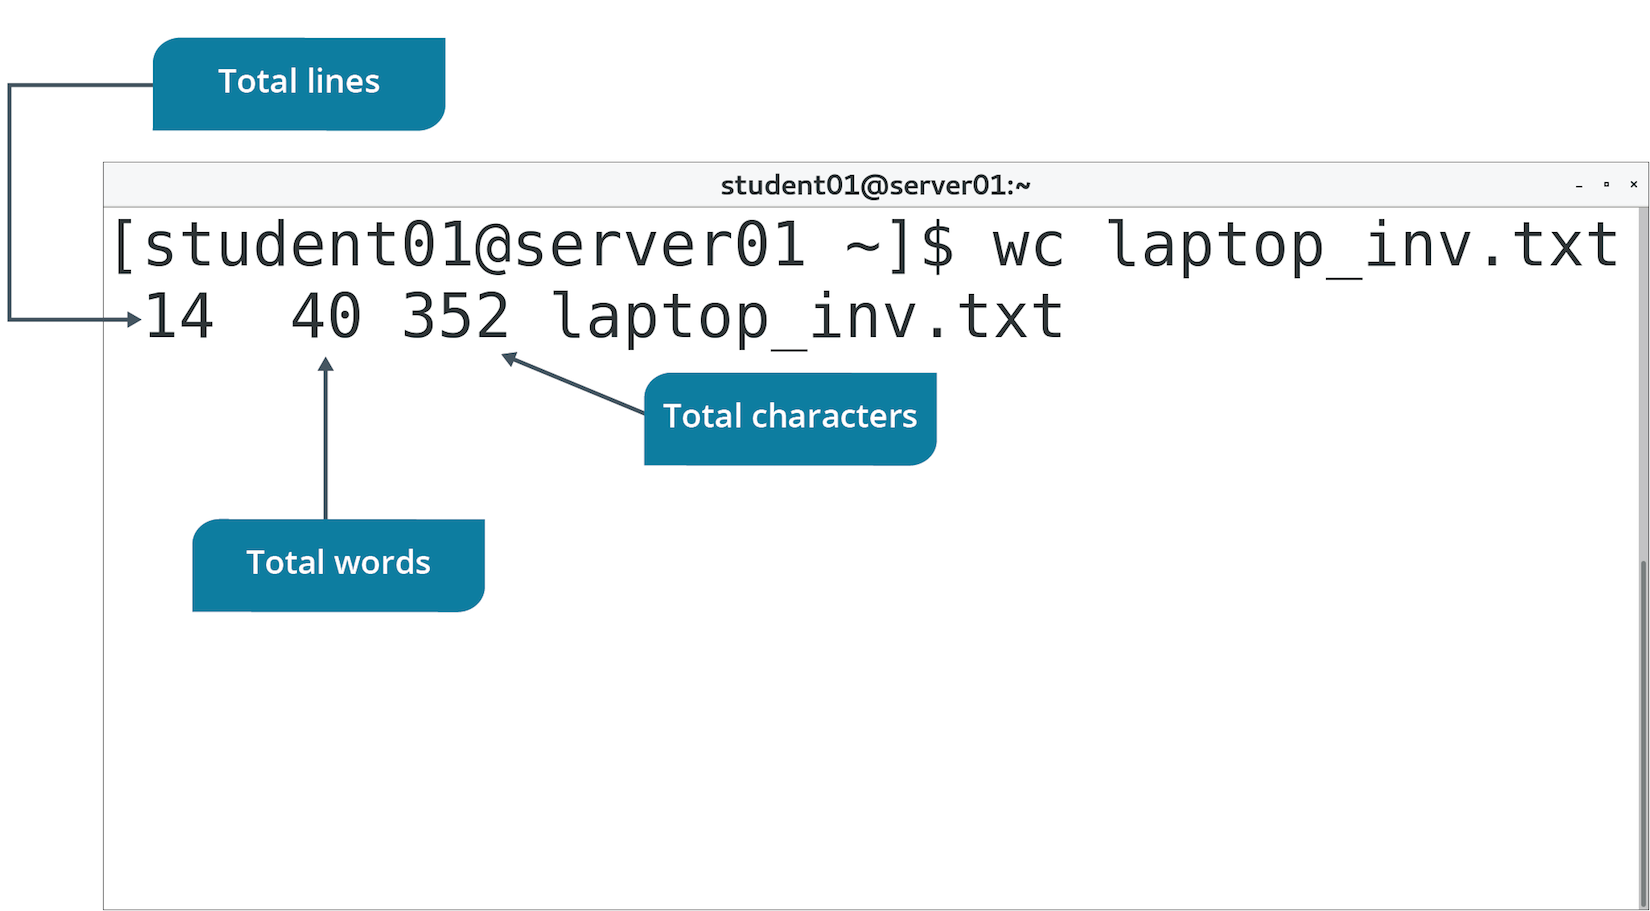 Total lines
student01@server01:~
[student01@server01 ~]$ wc laptop_inv.txt
14  40 352 laptop_inv.txt
Total characters
Total words